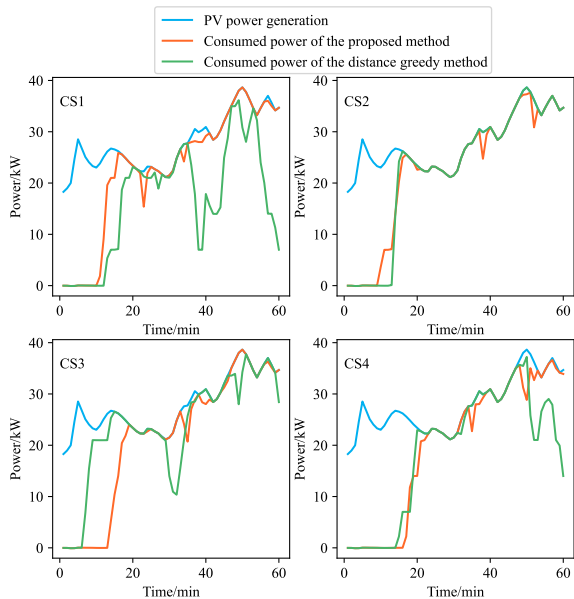 PV power generation
Consumed power of the proposed method
Consumed power of the distance greedy method
CS1
Power/kW
40
30
20
10
0
0 20 40 60
Time/min
CS2
Power/kW
40
30
20
10
0
0 20 40 60
Time/min
CS3
Power/kW
40
30
20
10
0
0 20 40 60
Time/min
CS4
Power/kW
40
30
20
10
0
0 20 40 60
Time/min